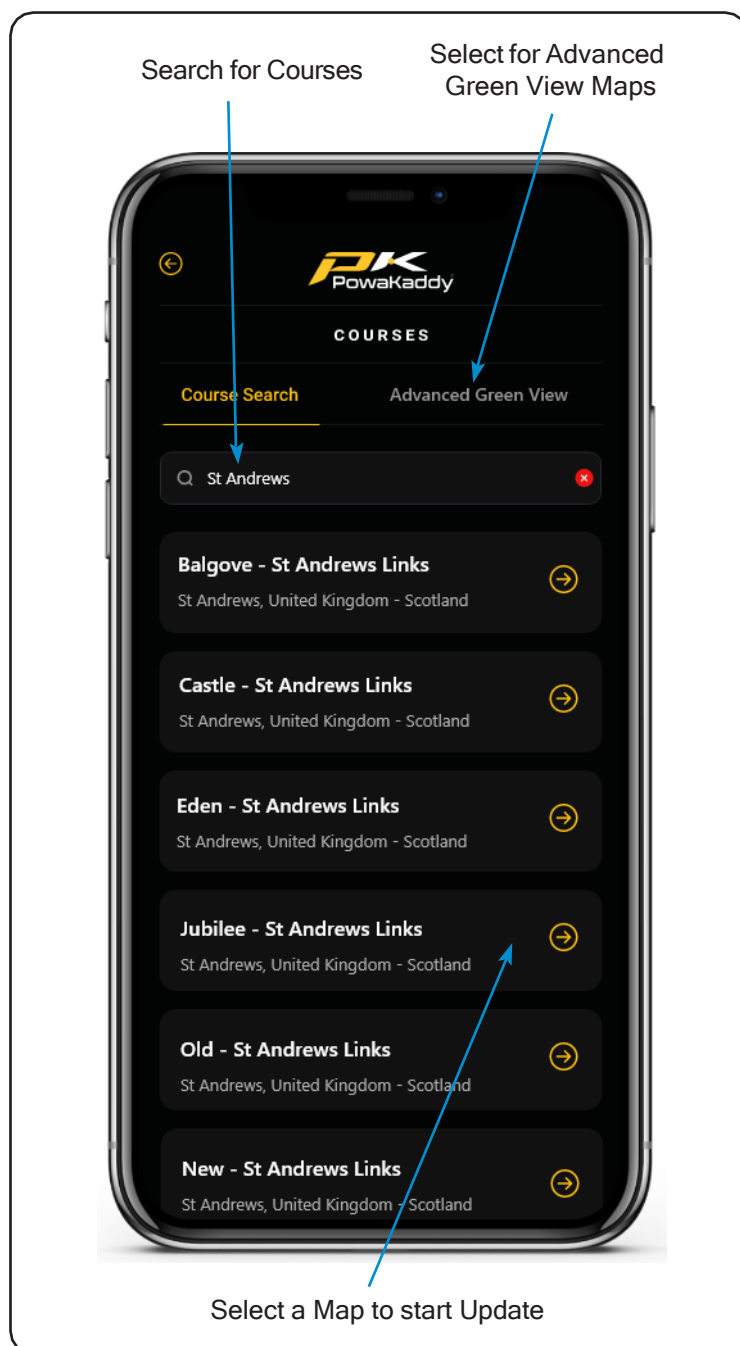 Search for Courses
Select for Advanced
Green View Maps
PK
PowaKaddy
COURSES
Course Search
Advanced Green View
St Andrews
Balgove - St Andrews Links
St Andrews, United Kingdom - Scotland
Castle - St Andrews Links
St Andrews, United Kingdom - Scotland
Eden - St Andrews Links
St Andrews, United Kingdom - Scotland
Jubilee - St Andrews Links
St Andrews, United Kingdom - Scotland
Old - St Andrews Links
St Andrews, United Kingdom - Scotland
New - St Andrews Links
St Andrews, United Kingdom - Scotland
Select a Map to start Update